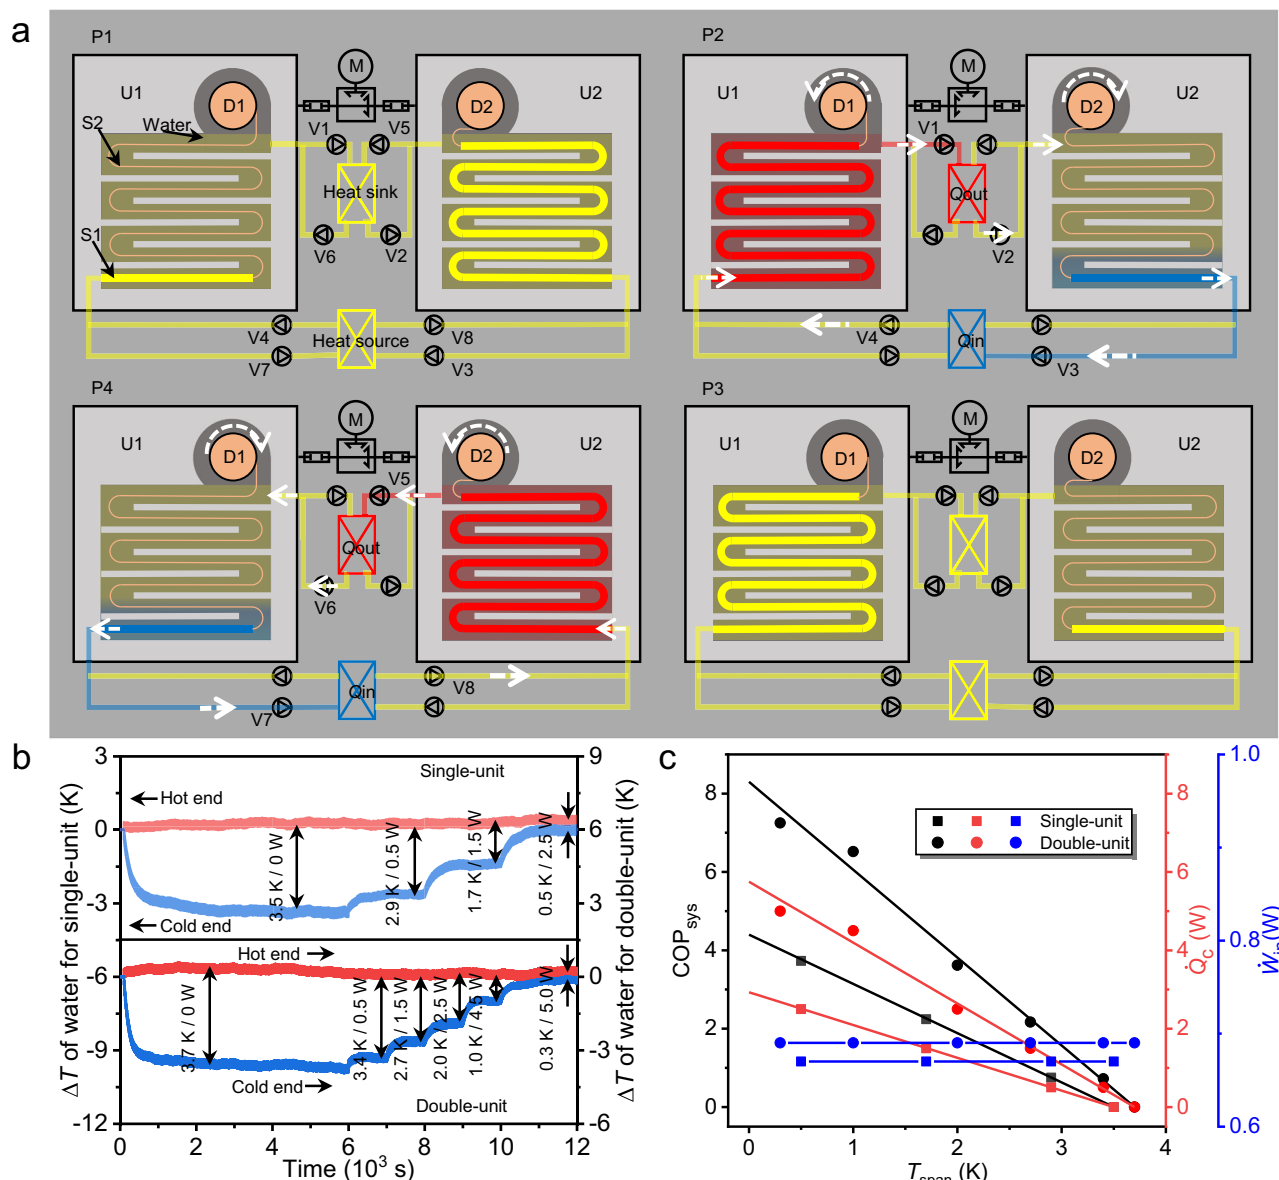 a
P1
M
U1
D1
D2
U2
S2
Water
V1
V5
Heat sink
S1
V6
V2
V4
Heat source
V8
V7
V3
P2
M
U1
D1
D2
U2
V1
Qout
V2
V4
Qin
V3
P4
M
U1
D1
D2
U2
V5
Qout
V6
Qin
V8
V7
P3
M
U1
D1
D2
U2
b
ΔT of water for single-unit (K)
3
0
-3
-6
-9
-12
Single-unit
Hot end
3.5 K / 0 W
2.9 K / 0.5 W
1.7 K / 1.5 W
0.5 K / 2.5 W
Cold end
Hot end
3.7 K / 0 W
3.4 K / 0.5 W
2.7 K / 1.5 W
2.0 K / 2.5 W
1.0 K / 4.5 W
0.3 K / 5.0 W
Cold end
Double-unit
0 2 4 6 8 10 12
Time (10³ s)
9
6
3
0
-3
-6
ΔT of water for double-unit (K)
c
COPsys
8
6
4
2
0
Single-unit
Double-unit
0 1 2 3 4
Tspan (K)
8
6
4
2
0
Q̇c (W)
1.0
0.8
0.6
Ẇin(W)